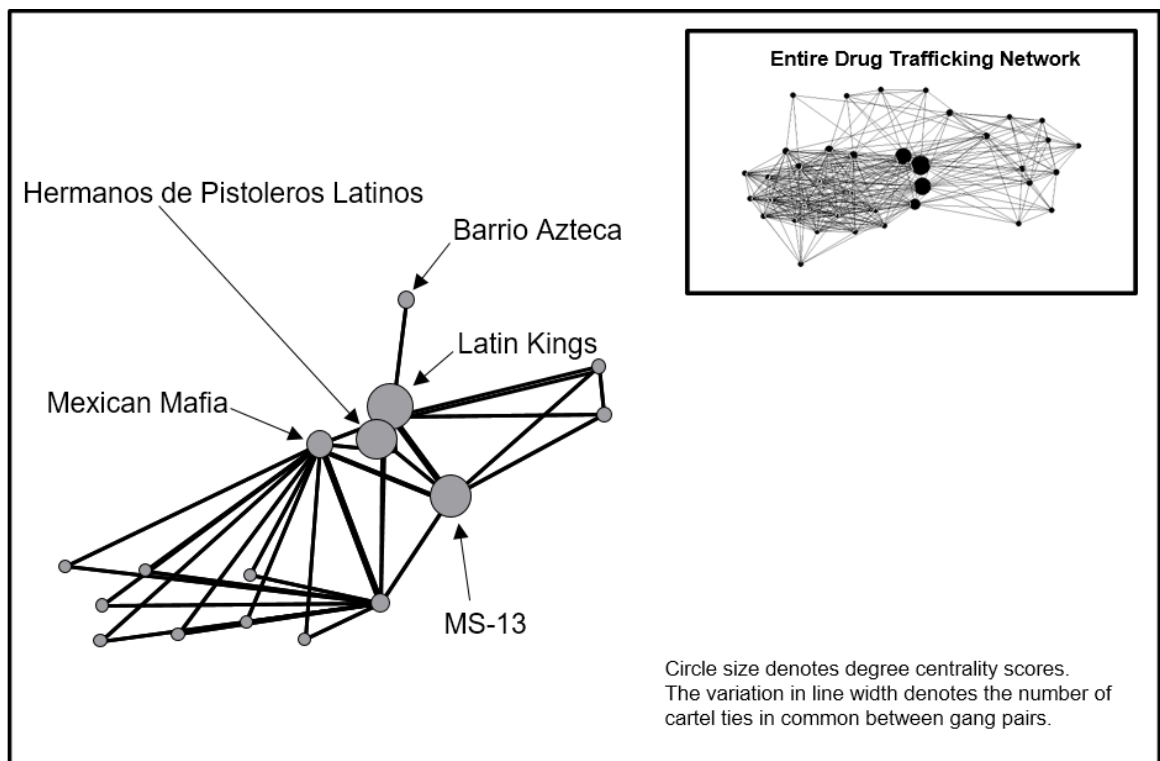 Entire Drug Trafficking Network
Hermanos de Pistoleros Latinos
Barrio Azteca
Latin Kings
Mexican Mafia
MS-13
Circle size denotes degree centrality scores.
The variation in line width denotes the number of
cartel ties in common between gang pairs.